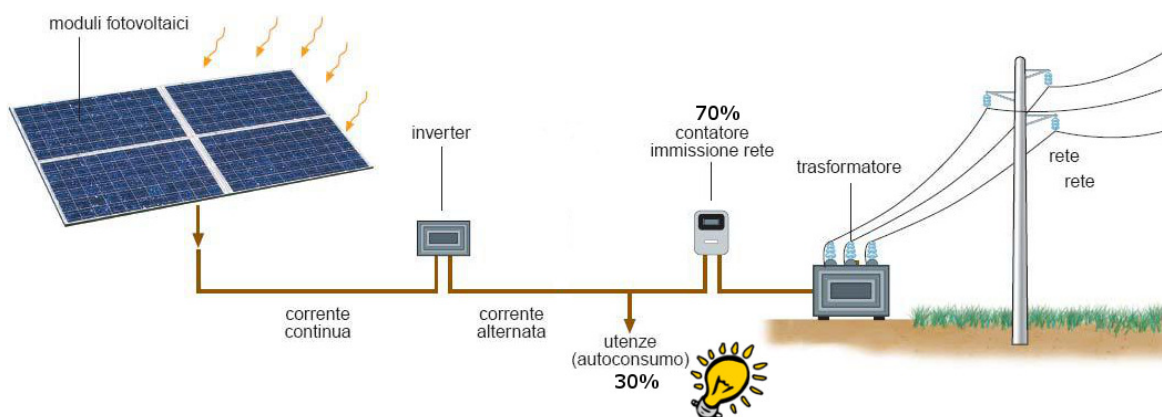 moduli fotovoltaici
inverter
70%
contatore
immissione rete
trasformatore
rete
rete
corrente
continua
corrente
alternata
utenze
(autoconsumo)
30%